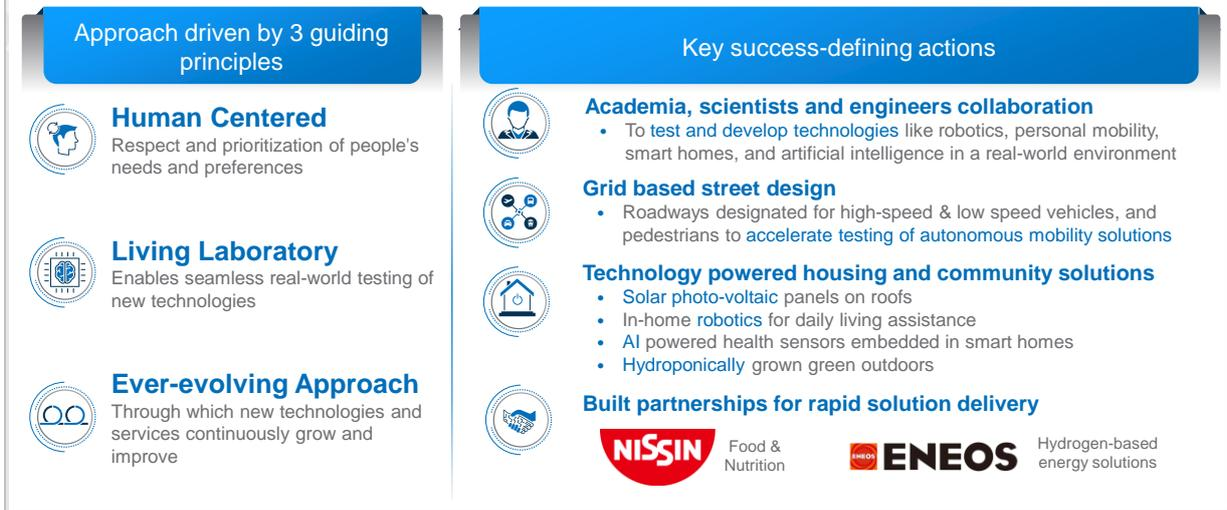 Approach driven by 3 guiding
principles
Human Centered
Respect and prioritization of people's
needs and preferences
Living Laboratory
Enables seamless real-world testing of
new technologies
Ever-evolving Approach
Through which new technologies and
services continuously grow and
improve
Key success-defining actions
Academia, scientists and engineers collaboration
• To test and develop technologies like robotics, personal mobility,
smart homes, and artificial intelligence in a real-world environment
Grid based street design
• Roadways designated for high-speed & low speed vehicles, and
pedestrians to accelerate testing of autonomous mobility solutions
Technology powered housing and community solutions
• Solar photo-voltaic panels on roofs
• In-home robotics for daily living assistance
• AI powered health sensors embedded in smart homes
• Hydroponically grown green outdoors
Built partnerships for rapid solution delivery
NISSIN
Food &
Nutrition
ENEOS
ENEOS
Hydrogen-based
energy solutions